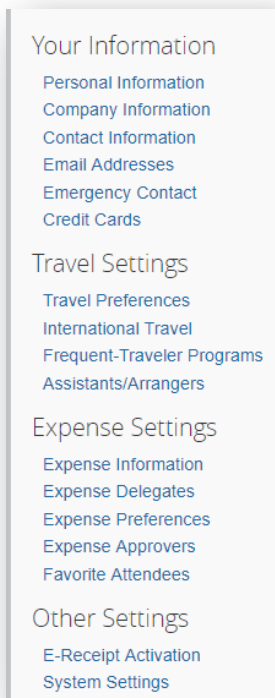 Your Information
Personal Information
Company Information
Contact Information
Email Addresses
Emergency Contact
Credit Cards
Travel Settings
Travel Preferences
International Travel
Frequent-Traveler Programs
Assistants/Arrangers
Expense Settings
Expense Information
Expense Delegates
Expense Preferences
Expense Approvers
Favorite Attendees
Other Settings
E-Receipt Activation
System Settings